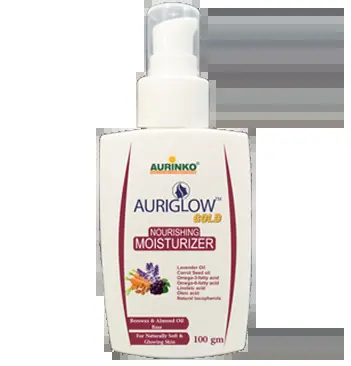 AURINKO®
AURIGLOW™
GOLD
NOURISHING
MOISTURIZER
Lavender Oil
Carrot Seed oil
Omega-3-fatty acid
Omega-6-fatty acid
Linoleic acid
Oleic acid
Natural tocopherols
Beeswax & Almond Oil
Base
For Naturally Soft &
Glowing Skin
100 gm